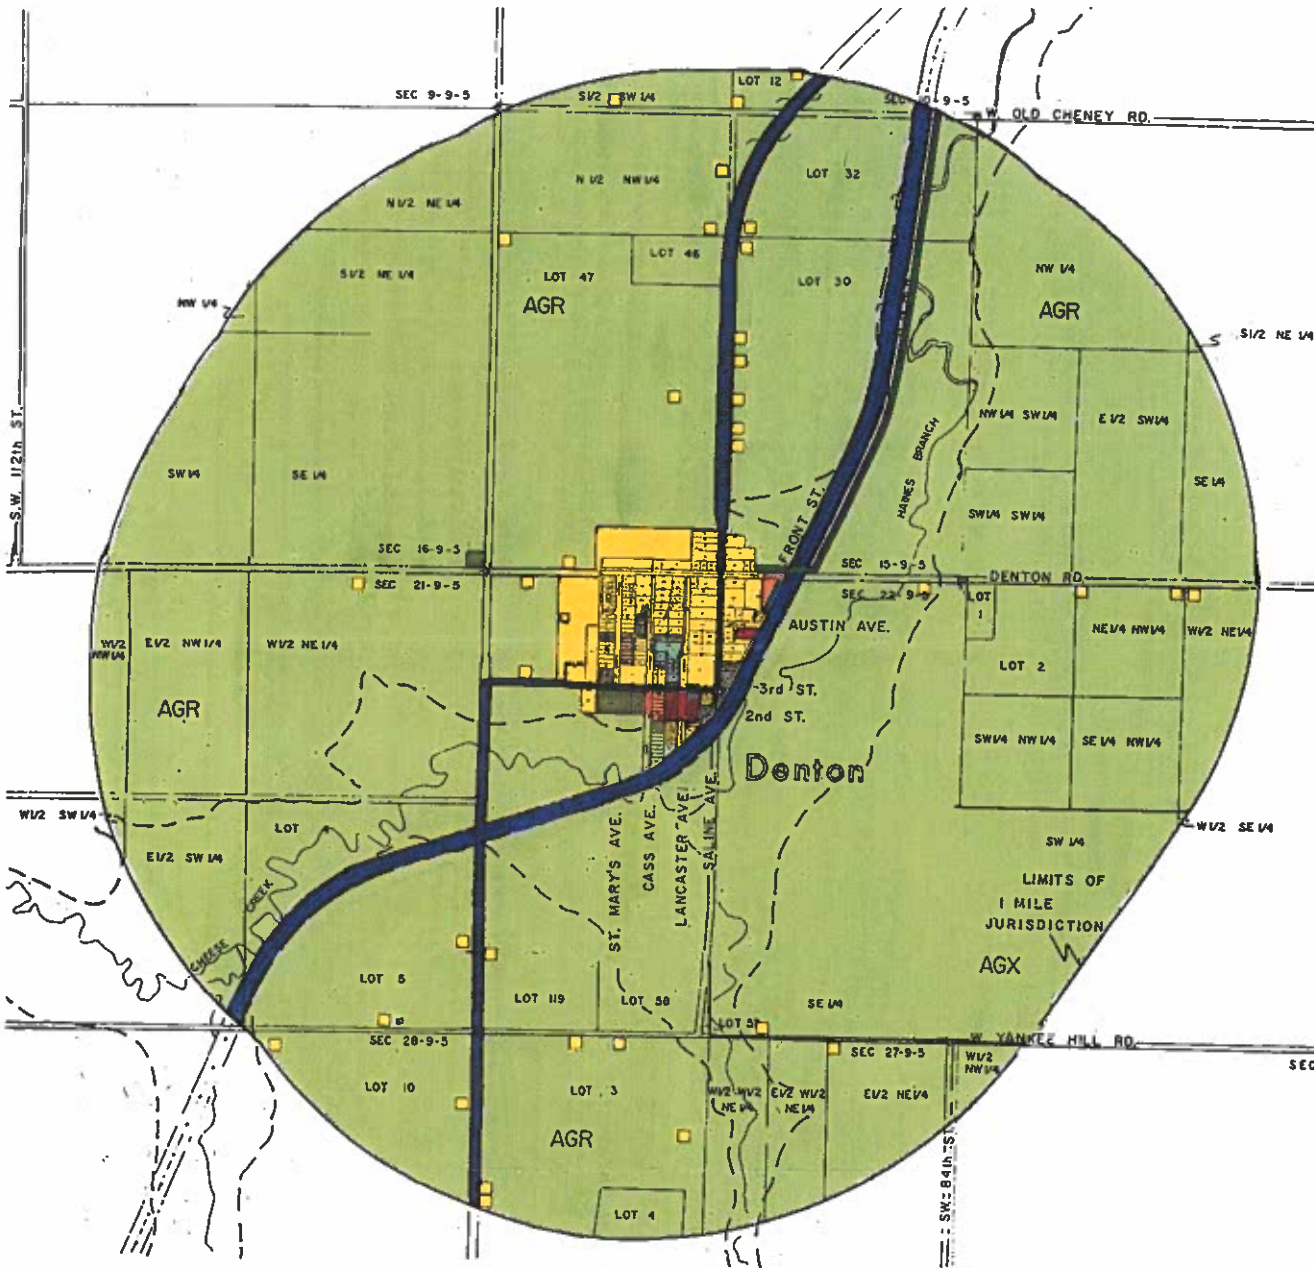 LOT 12
SEC 9-9-5
S1/2 SW 1/4
SEC 10-9-5
W. OLD CHENEY RD.
N 1/2 NW 1/4
LOT 32
N 1/2 NE 1/4
LOT 46
S1/2 NE 1/4
LOT 47
LOT 30
NW 1/4
NW 1/4
AGR
AGR
S1/2 NE 1/4
S.W. 112th ST.
NW 1/4 SW 1/4
E 1/2 SW 1/4
HAINES BRANCH
SW 1/4
SE 1/4
SE 1/4
FRONT ST.
SW 1/4 SW 1/4
SEC 16-9-5
SEC 15-9-5
DENTON RD.
SEC 21-9-5
SEC 22-9-5
LOT
1
AUSTIN AVE.
W1/2
NW 1/4
E1/2 NW 1/4
W1/2 NE 1/4
NE 1/4 NW 1/4
W1/2 NE 1/4
LOT 2
3rd ST.
AGR
2nd ST.
SW 1/4 NW 1/4
SE 1/4 NW 1/4
Denton
W1/2 SW 1/4
LOT
W1/2 SE 1/4
E1/2 SW 1/4
SW 1/4
ST. MARY'S AVE.
CASS AVE.
LANCASTER AVE.
SALINE AVE.
LIMITS OF
1 MILE
JURISDICTION
CHEESE CREEK
AGX
LOT 5
LOT 119
LOT 58
SE 1/4
SEC 28-9-5
SEC 27-9-5
W. YANKEE HILL RD.
W1/2
NW 1/4
SEC
LOT 10
LOT 3
W1/2 W1/2
NE 1/4
E1/2 W1/2
NE 1/4
E1/2 NE 1/4
AGR
S.W. 84th ST.
LOT 4